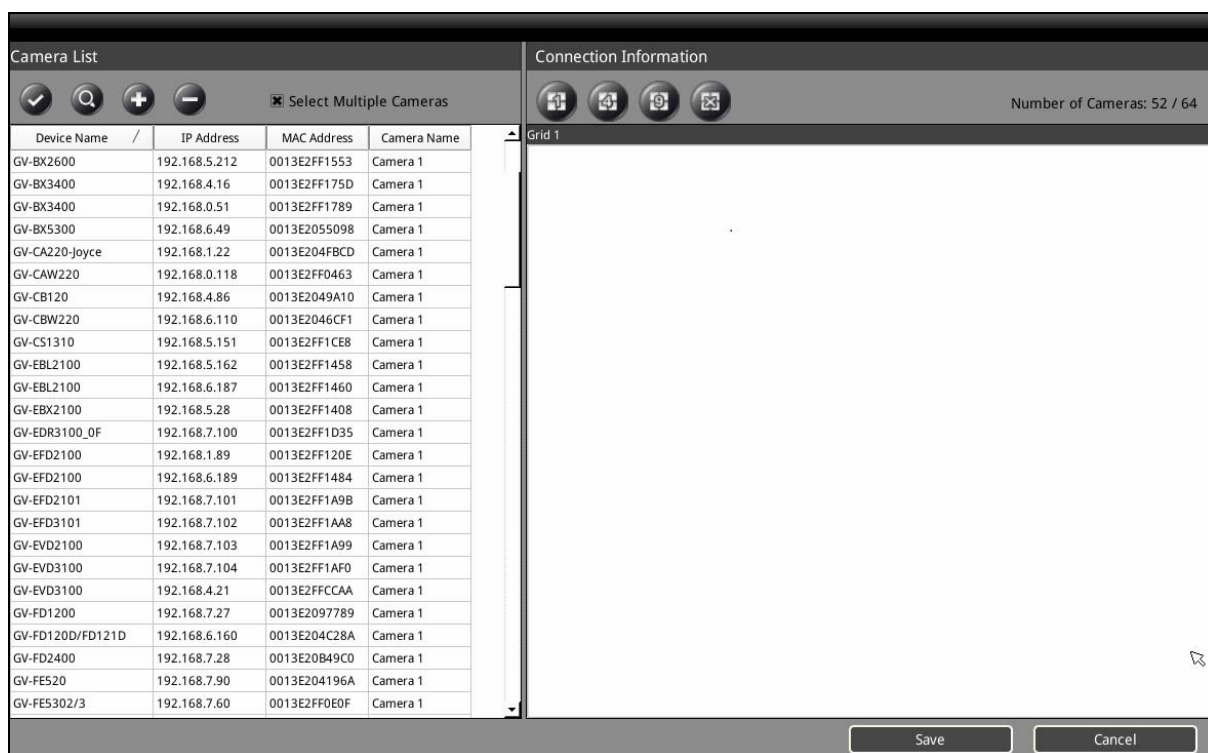 Camera List
Connection Information
Select Multiple Cameras
1 4 9
Number of Cameras: 52 / 64
Device Name / IP Address MAC Address Camera Name
Grid 1
GV-BX2600 192.168.5.212 0013E2FF1553 Camera 1
GV-BX3400 192.168.4.16 0013E2FF175D Camera 1
GV-BX3400 192.168.0.51 0013E2FF1789 Camera 1
GV-BX5300 192.168.6.49 0013E2055098 Camera 1
GV-CA220-Joyce 192.168.1.22 0013E204FBCD Camera 1
GV-CAW220 192.168.0.118 0013E2FF0463 Camera 1
GV-CB120 192.168.4.86 0013E2049A10 Camera 1
GV-CBW220 192.168.6.110 0013E2046CF1 Camera 1
GV-CS1310 192.168.5.151 0013E2FF1CE8 Camera 1
GV-EBL2100 192.168.5.162 0013E2FF1458 Camera 1
GV-EBL2100 192.168.6.187 0013E2FF1460 Camera 1
GV-EBX2100 192.168.5.28 0013E2FF1408 Camera 1
GV-EDR3100_0F 192.168.7.100 0013E2FF1D35 Camera 1
GV-EFD2100 192.168.1.89 0013E2FF120E Camera 1
GV-EFD2100 192.168.6.189 0013E2FF1484 Camera 1
GV-EFD2101 192.168.7.101 0013E2FF1A9B Camera 1
GV-EFD3101 192.168.7.102 0013E2FF1AA8 Camera 1
GV-EVD2100 192.168.7.103 0013E2FF1A99 Camera 1
GV-EVD3100 192.168.7.104 0013E2FF1AF0 Camera 1
GV-EVD3100 192.168.4.21 0013E2FFCCAA Camera 1
GV-FD1200 192.168.7.27 0013E2097789 Camera 1
GV-FD120D/FD121D 192.168.6.160 0013E204C28A Camera 1
GV-FD2400 192.168.7.28 0013E20B49C0 Camera 1
GV-FE520 192.168.7.90 0013E204196A Camera 1
GV-FE5302/3 192.168.7.60 0013E2FF0E0F Camera 1
Save
Cancel